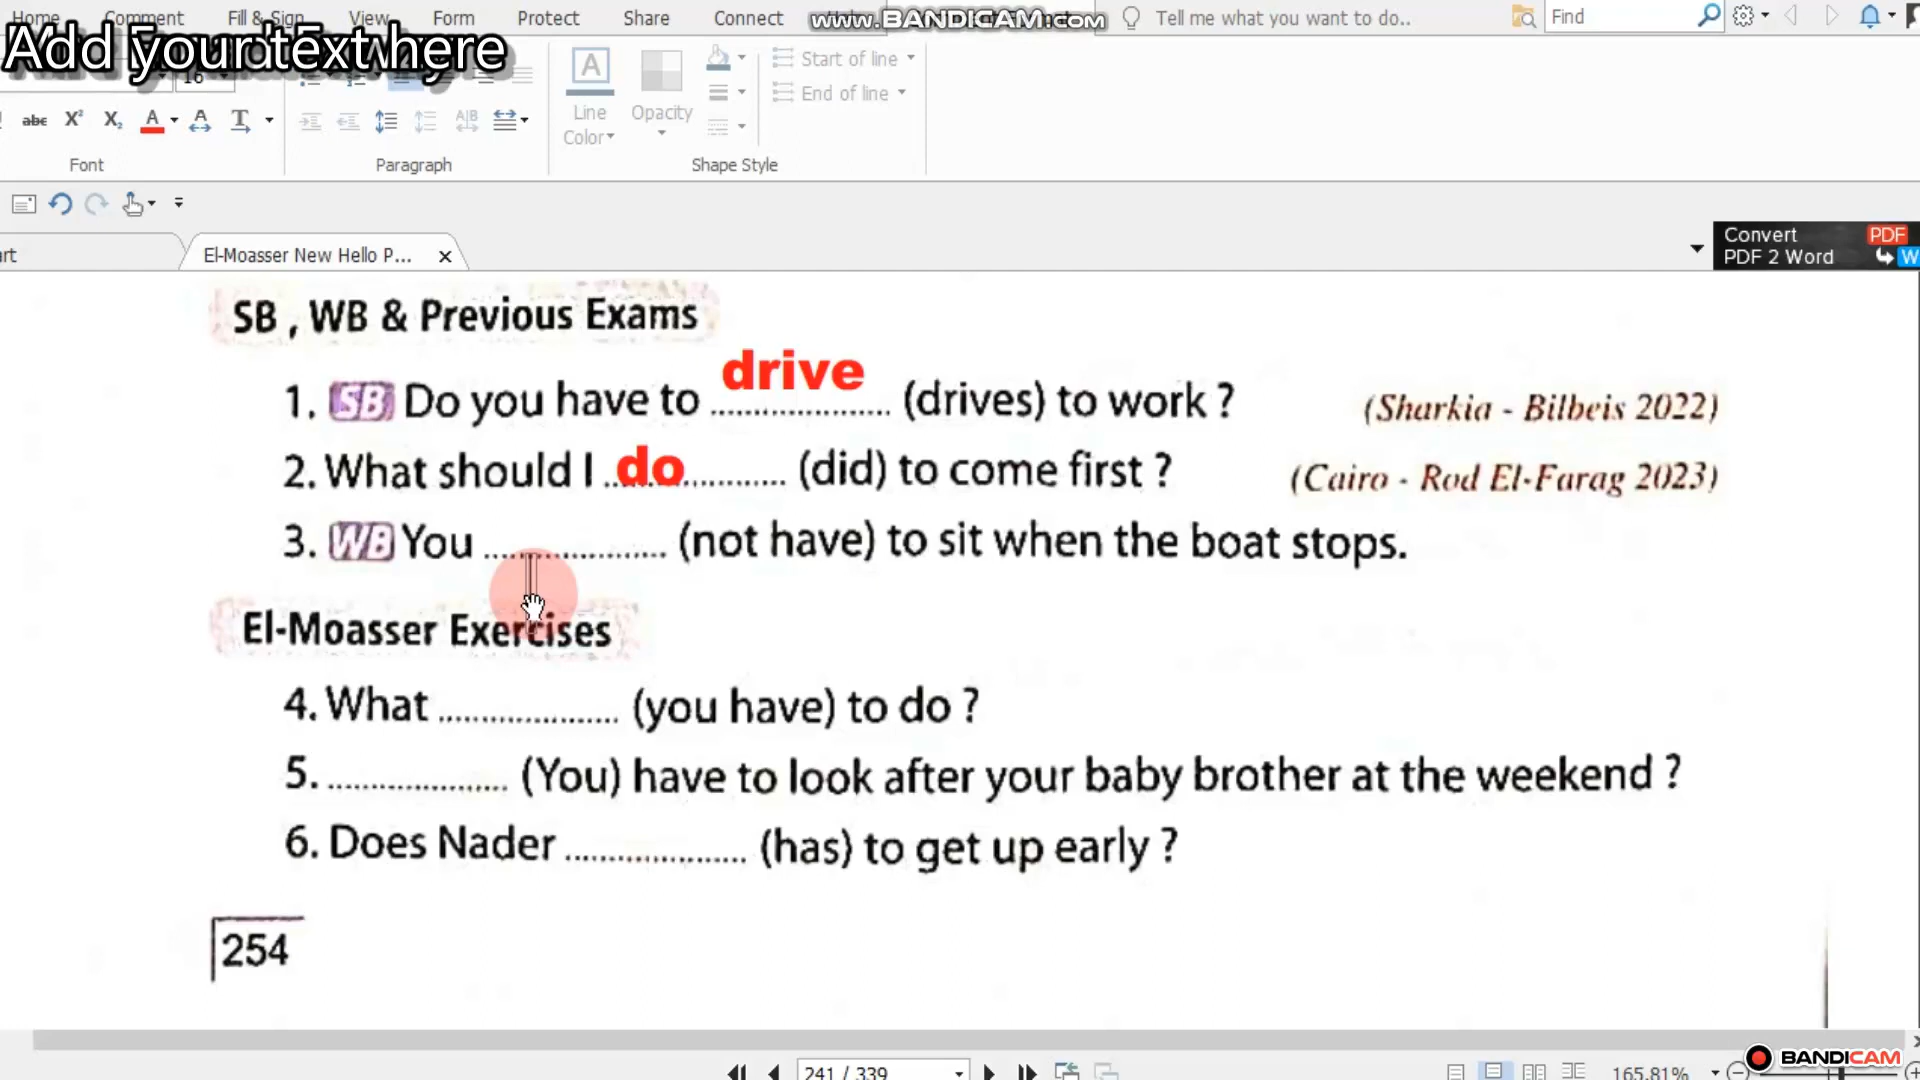 Home Comment Fill & Sign View Form Protect Share Connect www.BANDICAM.com Tell me what you want to do.. Find
Add your text here
16
abc X² X₂ A A T
Line Color Opacity
Start of line
End of line
Font Paragraph Shape Style
El-Moasser New Hello P...
Convert PDF
PDF 2 Word W
SB , WB & Previous Exams
drive
1. SB Do you have to .................... (drives) to work ? (Sharkia - Bilbeis 2022)
2. What should I ..do............ (did) to come first ? (Cairo - Rod El-Farag 2023)
3. WB You .................... (not have) to sit when the boat stops.
El-Moasser Exercises
4. What .................... (you have) to do ?
5. .................... (You) have to look after your baby brother at the weekend ?
6. Does Nader .................... (has) to get up early ?
254
241 / 339 165.81%
BANDICAM